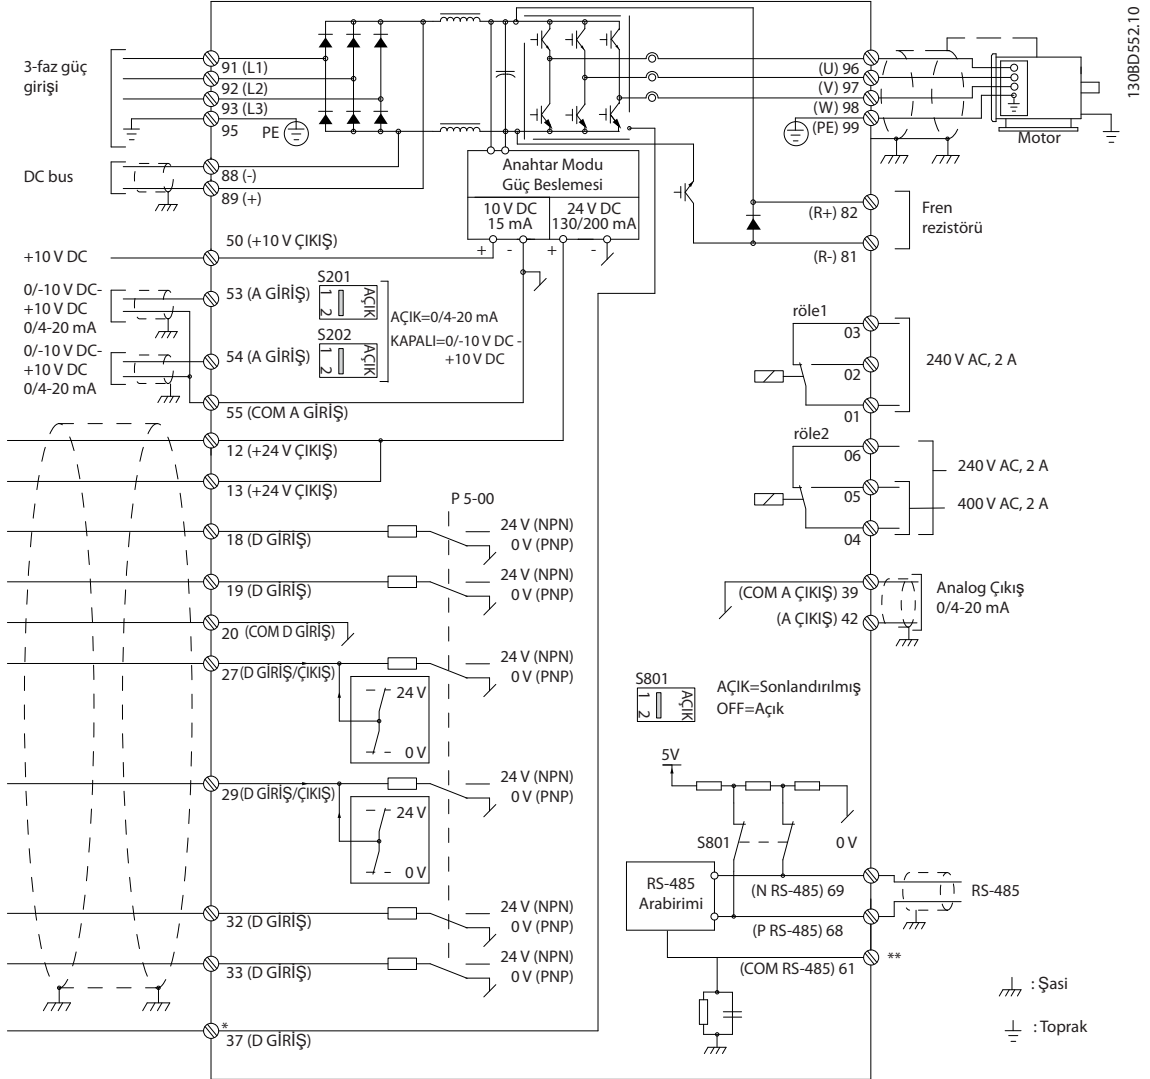 130BD552.10
3-faz güç
girişi
91 (L1)
92 (L2)
93 (L3)
95
PE
DC bus
88 (-)
89 (+)
50 (+10 V ÇIKIŞ)
+10 V DC
0/-10 V DC-
+10 V DC
0/4-20 mA
0/-10 V DC-
+10 V DC
0/4-20 mA
53 (A GİRİŞ)
S201
1
2
AÇIK
S202
1
2
AÇIK
AÇIK=0/4-20 mA
KAPALI=0/-10 V DC -
+10 V DC
54 (A GİRİŞ)
55 (COM A GİRİŞ)
12 (+24 V ÇIKIŞ)
13 (+24 V ÇIKIŞ)
Anahtar Modu
Güç Beslemesi
10 V DC
15 mA
24 V DC
130/200 mA
+ - + -
P 5-00
18 (D GİRİŞ)
24 V (NPN)
0 V (PNP)
19 (D GİRİŞ)
24 V (NPN)
0 V (PNP)
20 (COM D GİRİŞ)
27(D GİRİŞ/ÇIKIŞ)
24 V (NPN)
0 V (PNP)
24 V
0 V
29(D GİRİŞ/ÇIKIŞ)
24 V (NPN)
0 V (PNP)
24 V
0 V
32 (D GİRİŞ)
24 V (NPN)
0 V (PNP)
33 (D GİRİŞ)
24 V (NPN)
0 V (PNP)
*
37 (D GİRİŞ)
(U) 96
(V) 97
(W) 98
(PE) 99
Motor
(R+) 82
(R-) 81
Fren
rezistörü
röle1
03
02
01
240 V AC, 2 A
röle2
06
05
04
240 V AC, 2 A
400 V AC, 2 A
(COM A ÇIKIŞ) 39
(A ÇIKIŞ) 42
Analog Çıkış
0/4-20 mA
S801
1
2
AÇIK
AÇIK=Sonlandırılmış
OFF=Açık
5V
S801
0 V
RS-485
Arabirimi
(N RS-485) 69
(P RS-485) 68
(COM RS-485) 61
RS-485
**
: Şasi
: Toprak